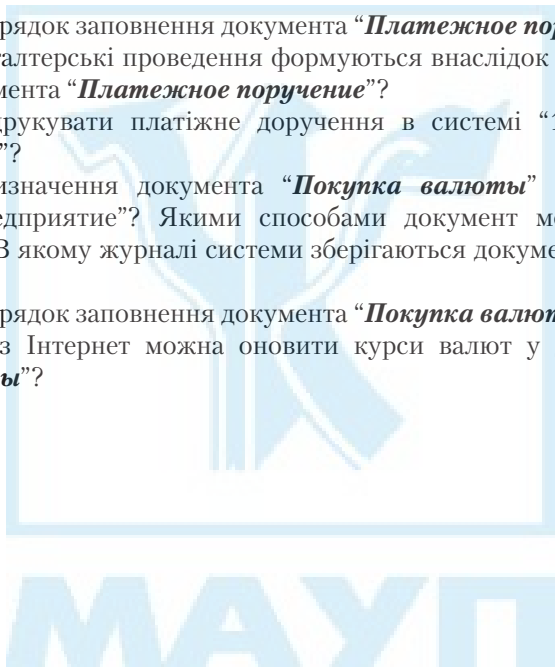 рядок заповнення документа “Платежное пор
галтерські проведення формуються внаслідок
мента “Платежное поручение”?
друкувати платіжне доручення в системі “1
”?
изначення документа “Покупка валюты”
едприятие”? Якими способами документ мо
В якому журналі системи зберігаються докуме
рядок заповнення документа “Покупка валют
з Інтернет можна оновити курси валют у
ы”?
МАУП